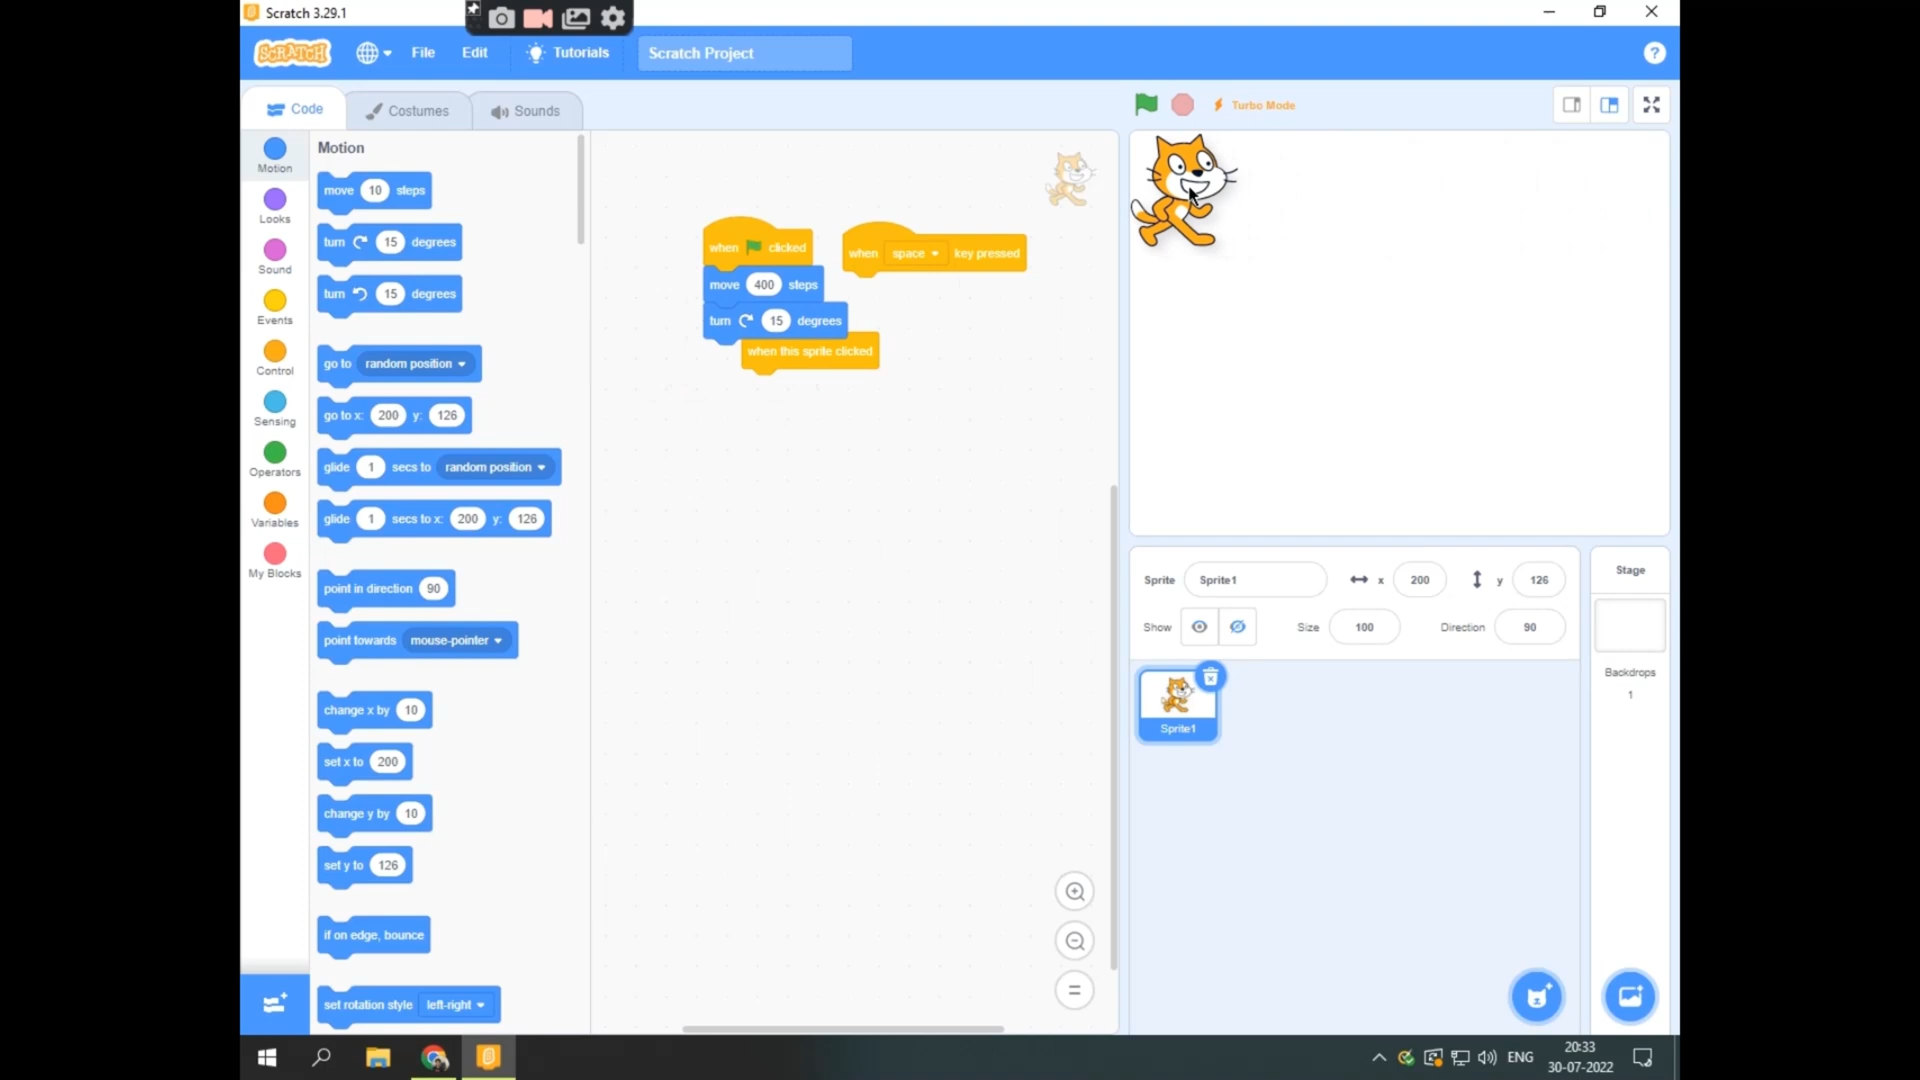 Scratch 3.29.1
SCRATCH File Edit Tutorials Scratch Project ?
Code Costumes Sounds Turbo Mode
Motion
Looks
Sound
Events
Control
Sensing
Operators
Variables
My Blocks
Motion
move 10 steps
turn 15 degrees
turn 15 degrees
go to random position
go to x: 200 y: 126
glide 1 secs to random position
glide 1 secs to x: 200 y: 126
point in direction 90
point towards mouse-pointer
change x by 10
set x to 200
change y by 10
set y to 126
if on edge, bounce
set rotation style left-right
when clicked
move 400 steps
turn 15 degrees
when this sprite clicked
when space key pressed
Sprite Sprite1 x 200 y 126
Show Size 100 Direction 90
Sprite1
Stage
Backdrops
1
ENG
20:33
30-07-2022